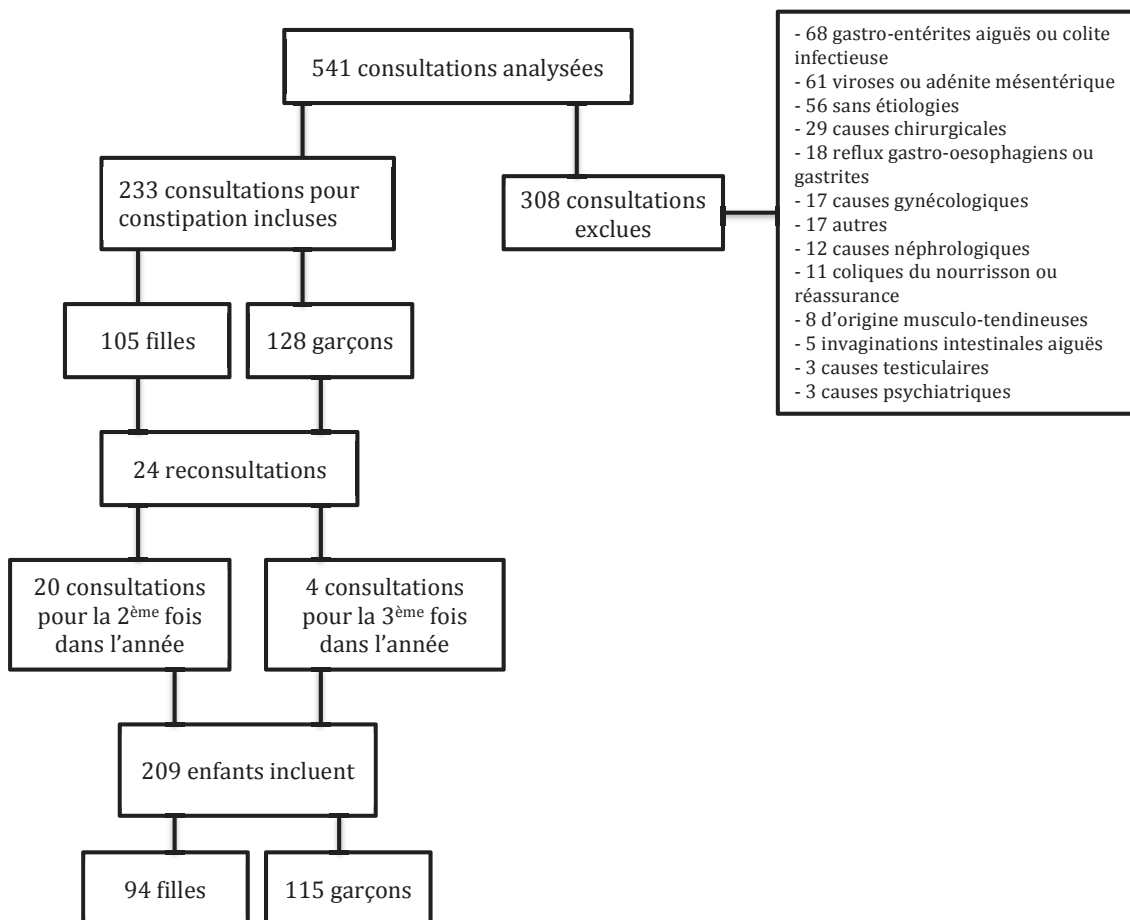 541 consultations analysées
- 68 gastro-entérites aiguës ou colite
infectieuse
- 61 viroses ou adénite mésentérique
- 56 sans étiologies
- 29 causes chirurgicales
- 18 reflux gastro-oesophagiens ou
gastrites
- 17 causes gynécologiques
- 17 autres
- 12 causes néphrologiques
- 11 coliques du nourrisson ou
réassurance
- 8 d'origine musculo-tendineuses
- 5 invaginations intestinales aiguës
- 3 causes testiculaires
- 3 causes psychiatriques
233 consultations pour
constipation incluses
308 consultations
exclues
105 filles
128 garçons
24 reconsultations
20 consultations
pour la 2ème fois
dans l'année
4 consultations
pour la 3ème fois
dans l'année
209 enfants incluent
94 filles
115 garçons